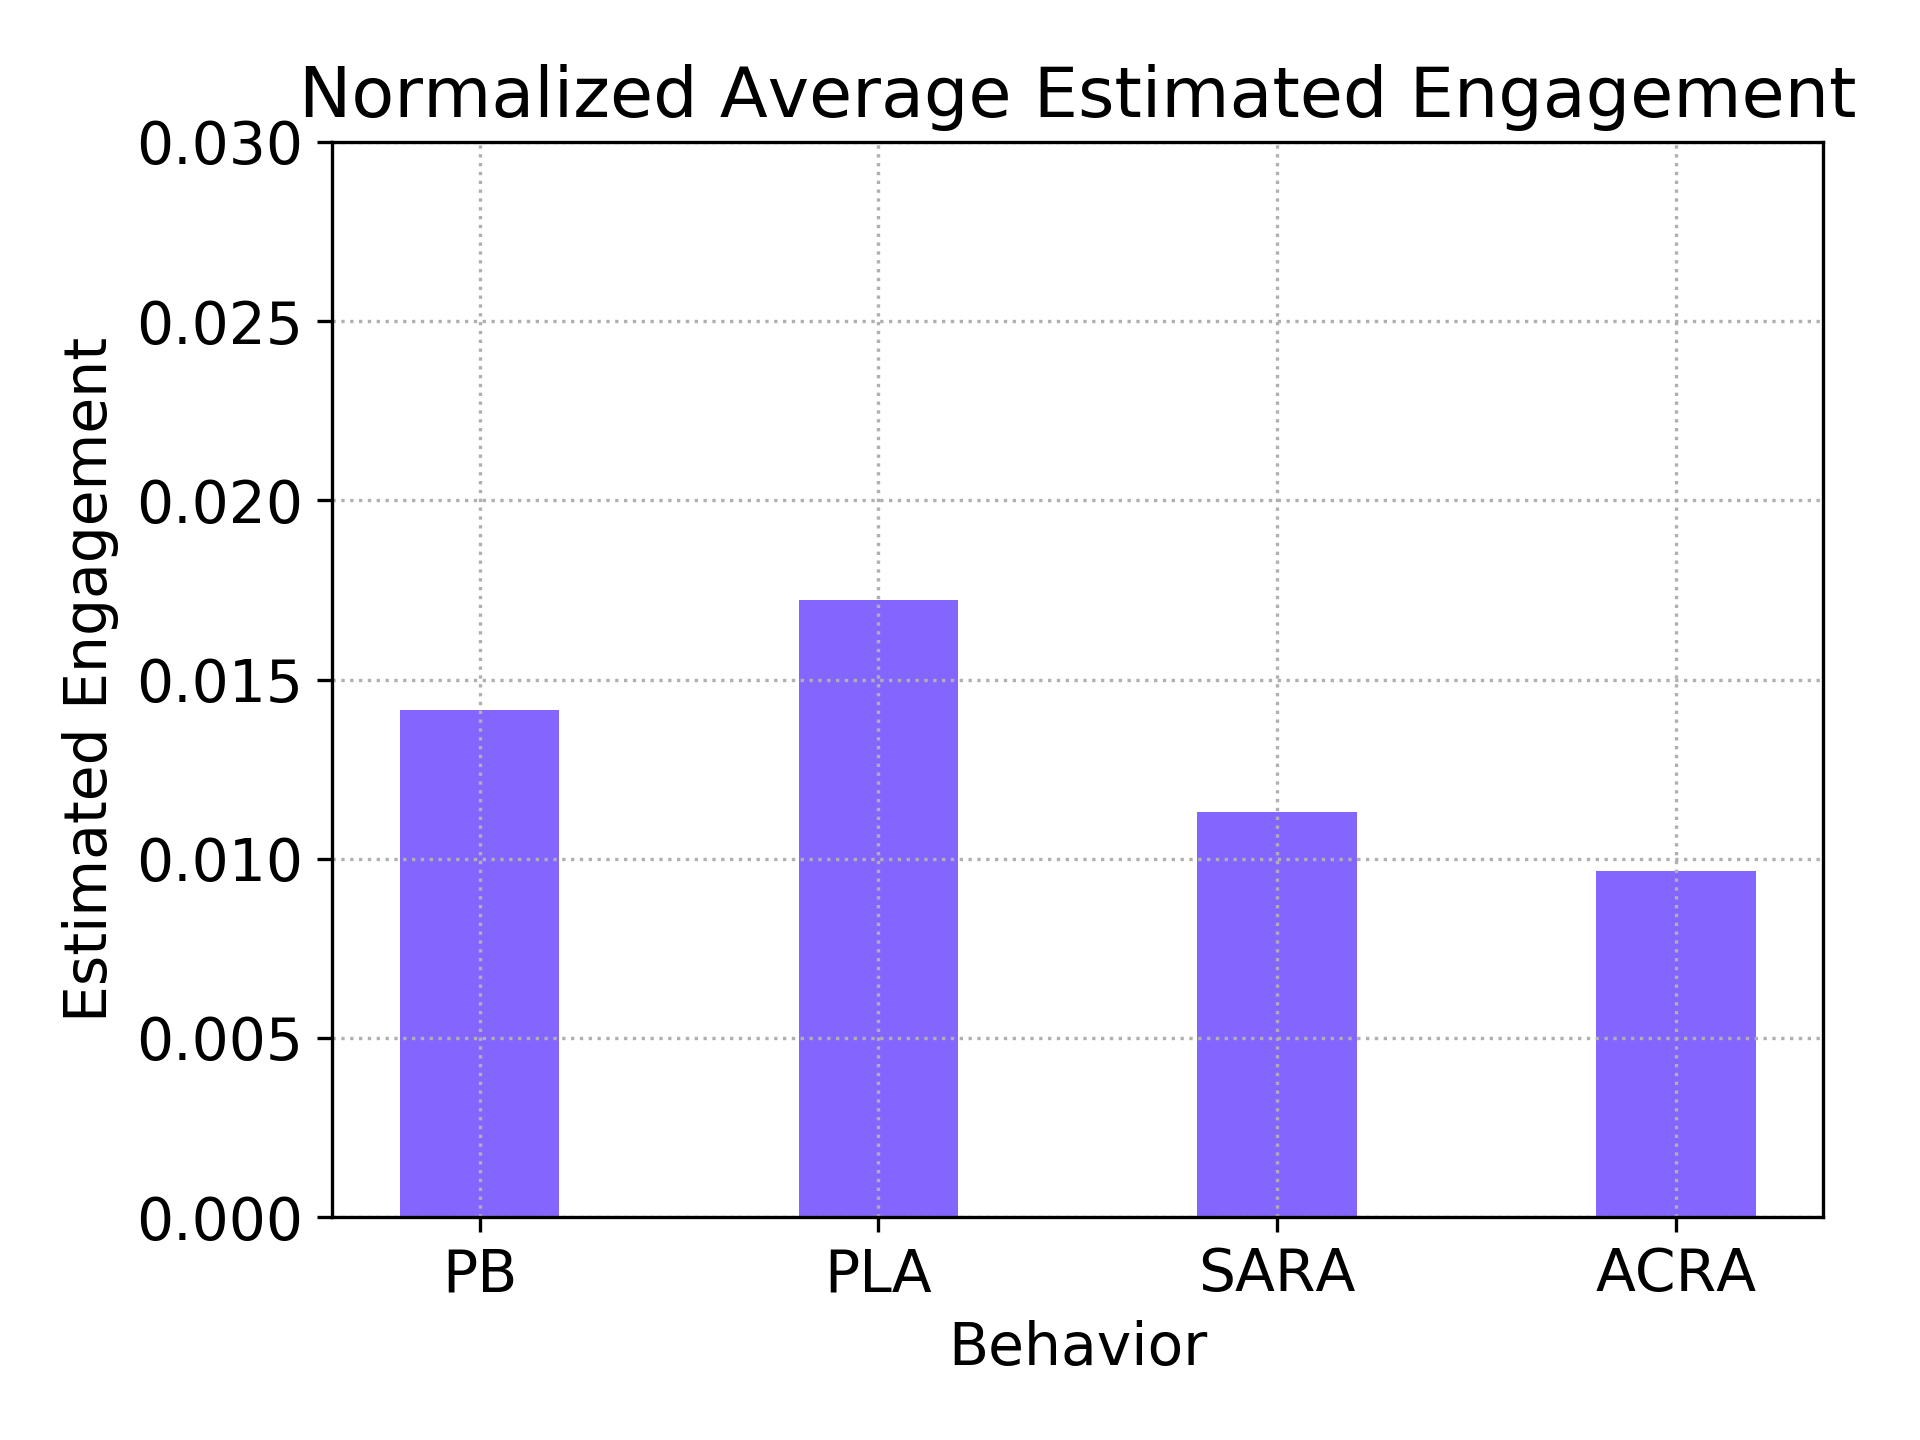 Normalized Average Estimated Engagement
0.030
0.025
0.020
0.015
0.010
0.005
0.000
Estimated Engagement
PB PLA SARA ACRA
Behavior